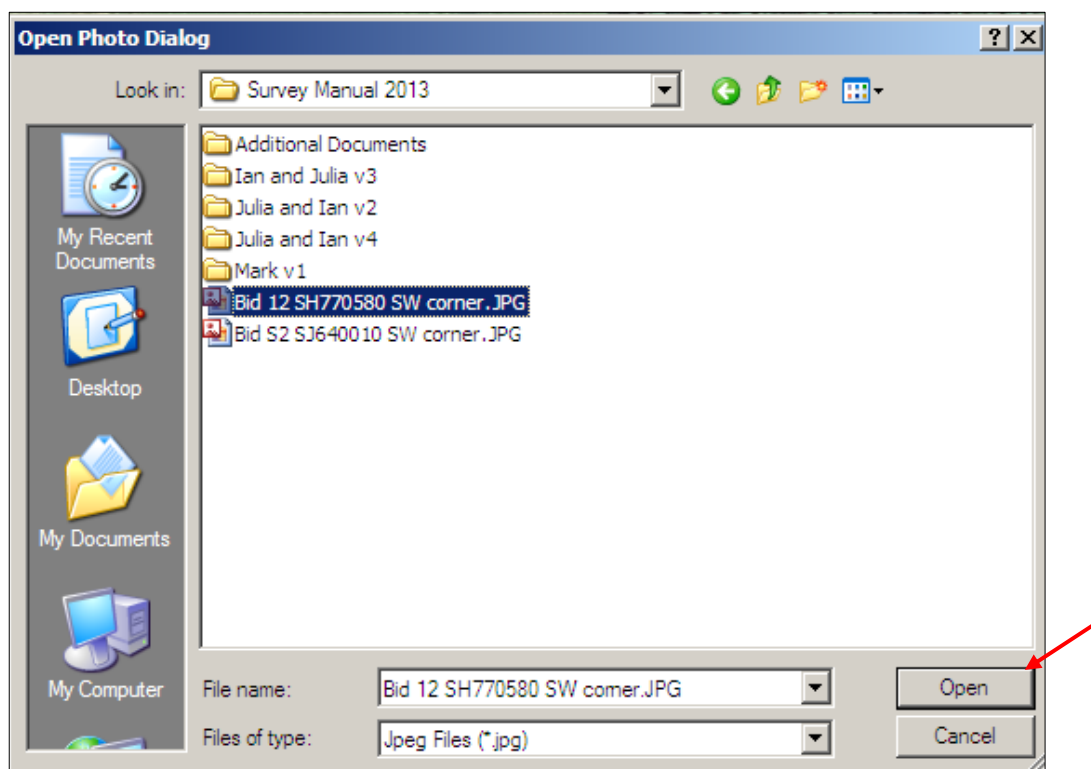 Open Photo Dialog
Look in: Survey Manual 2013
My Recent
Documents
Desktop
My Documents
My Computer
Additional Documents
Ian and Julia v3
Julia and Ian v2
Julia and Ian v4
Mark v1
Bid 12 SH770580 SW corner.JPG
Bid S2 SJ640010 SW corner.JPG
File name: Bid 12 SH770580 SW corner.JPG Open
Files of type: Jpeg Files (*.jpg) Cancel